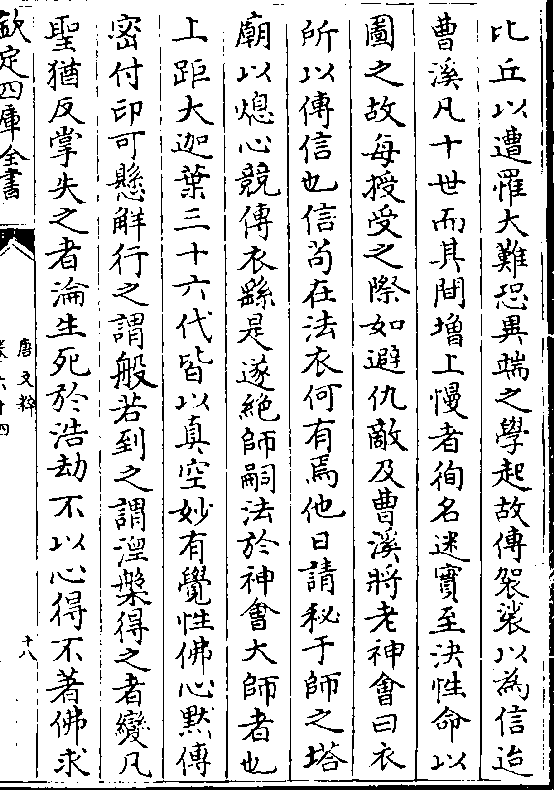 比丘以遭罹大難恐異端之學起故傳袈裟以為信迨
曹溪凡十世而其間增上慢者徇名迷實至決性命以
圖之故每授受之際如避仇敵及曹溪將老神㑹曰衣
所以傳信也信茍在法衣何有焉他日請秘于師之塔
廟以熄心競傳衣繇是遂絶師嗣法於神㑹大師者也
上距大迦葉三十六代皆以真空妙有覺性佛心黙傳
密付印可懸解行之謂般若到之謂涅槃得之者變凡
聖猶反掌失之者淪生死於浩劫不以心得不著佛求
欽定四庫全書
唐文粹
卷六十四
十八